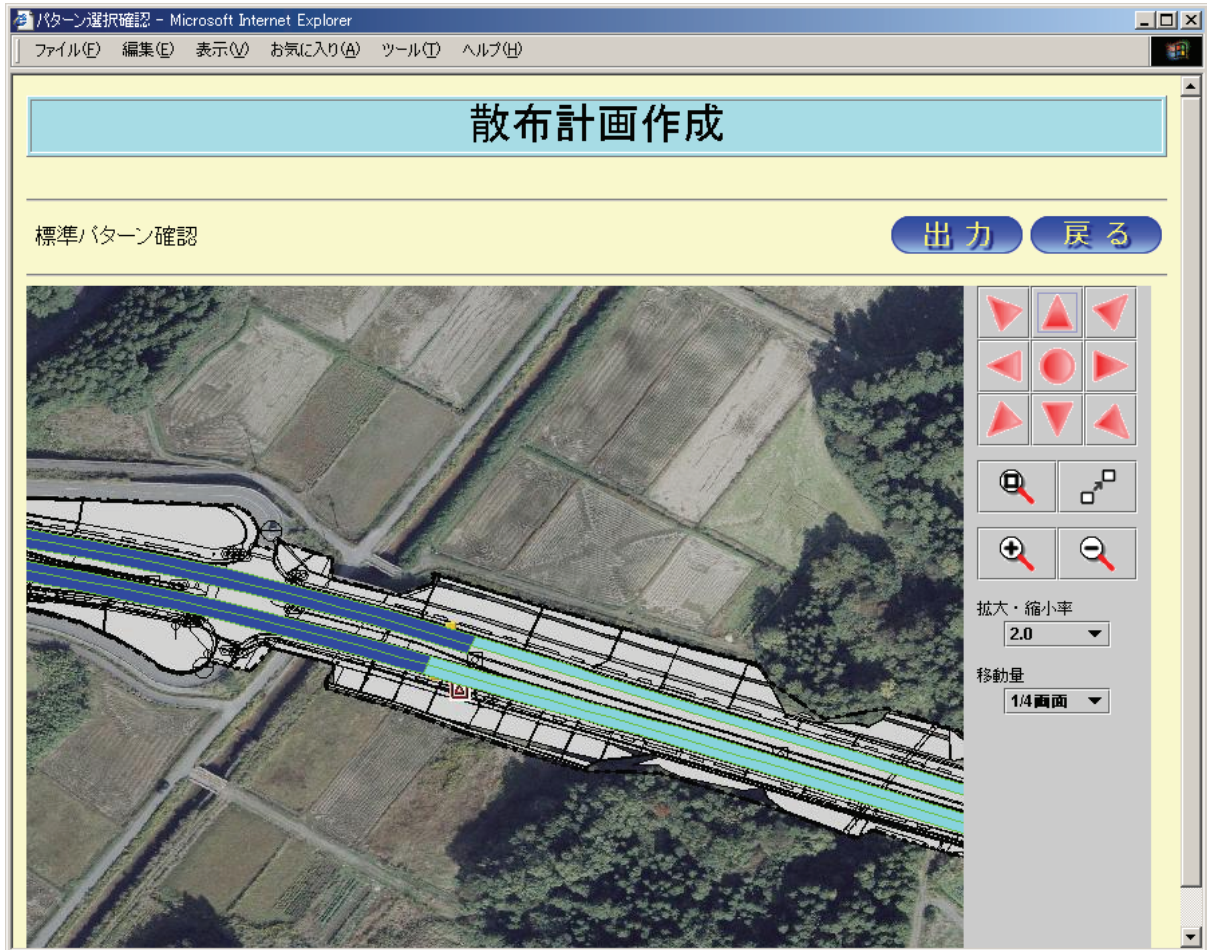 パターン選択確認 - Microsoft Internet Explorer
ファイル(F) 編集(E) 表示(V) お気に入り(A) ツール(T) ヘルプ(H)
散布計画作成
標準パターン確認
出力 戻る
拡大・縮小率
2.0
移動量
1/4画面